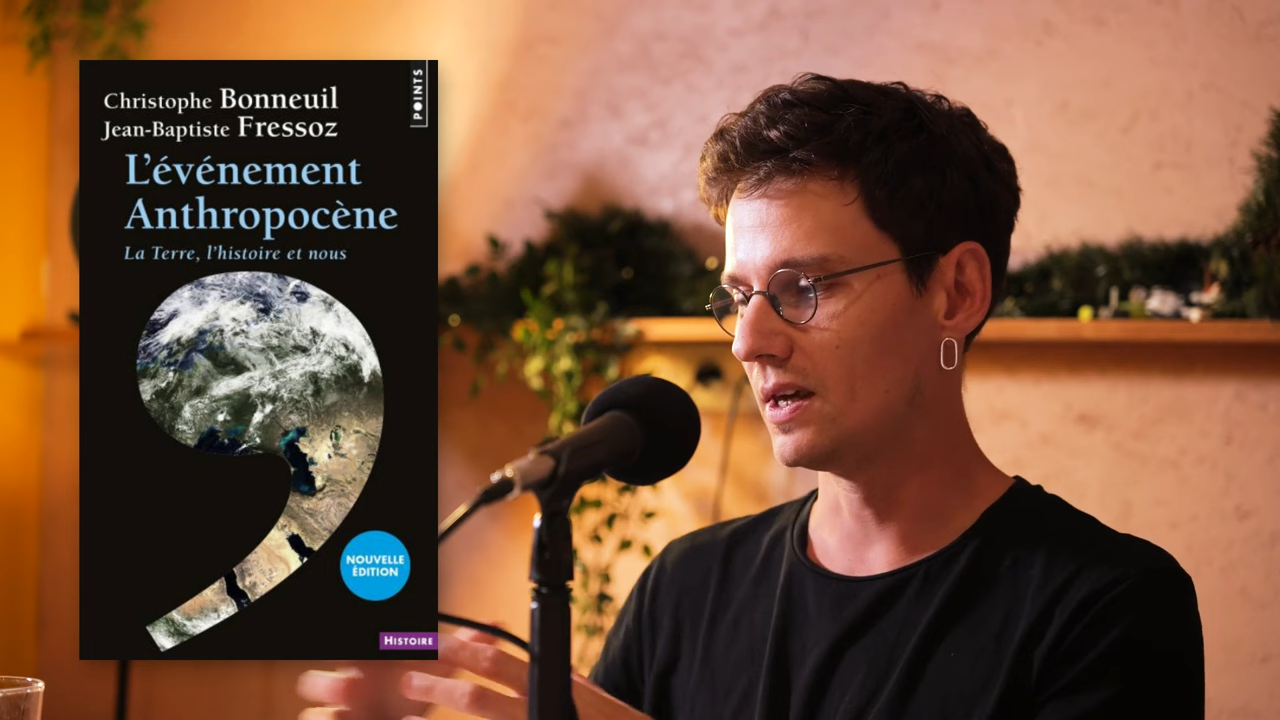 POINTS
Christophe Bonneuil
Jean-Baptiste Fressoz
L'événement
Anthropocène
La Terre, l'histoire et nous
NOUVELLE
ÉDITION
HISTOIRE